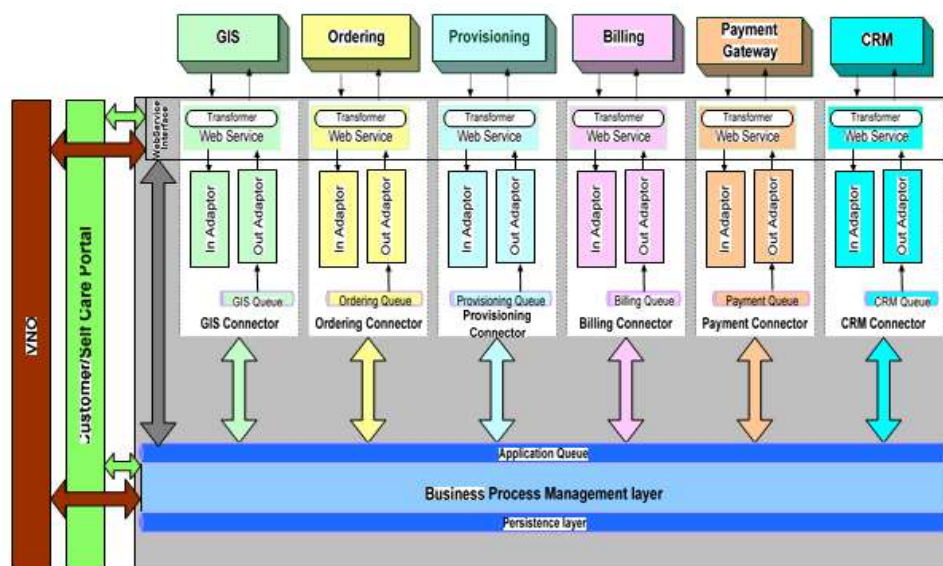 GIS
Ordering
Provisioning
Billing
Payment
Gateway
CRM
WebService
Interface
Transformer
Web Service
Transformer
Web Service
Transformer
Web Service
Transformer
Web Service
Transformer
Web Service
Transformer
Web Service
In Adaptor
Out Adaptor
In Adaptor
Out Adaptor
In Adaptor
Out Adaptor
In Adaptor
Out Adaptor
In Adaptor
Out Adaptor
In Adaptor
Out Adaptor
GIS Queue
Ordering Queue
Provisioning Queue
Billing Queue
Payment Queue
CRM Queue
GIS Connector
Ordering Connector
Provisioning
Connector
Billing Connector
Payment Connector
CRM Connector
VNO
Customer/Self Care Portal
Application Queue
Business Process Management layer
Persistence layer